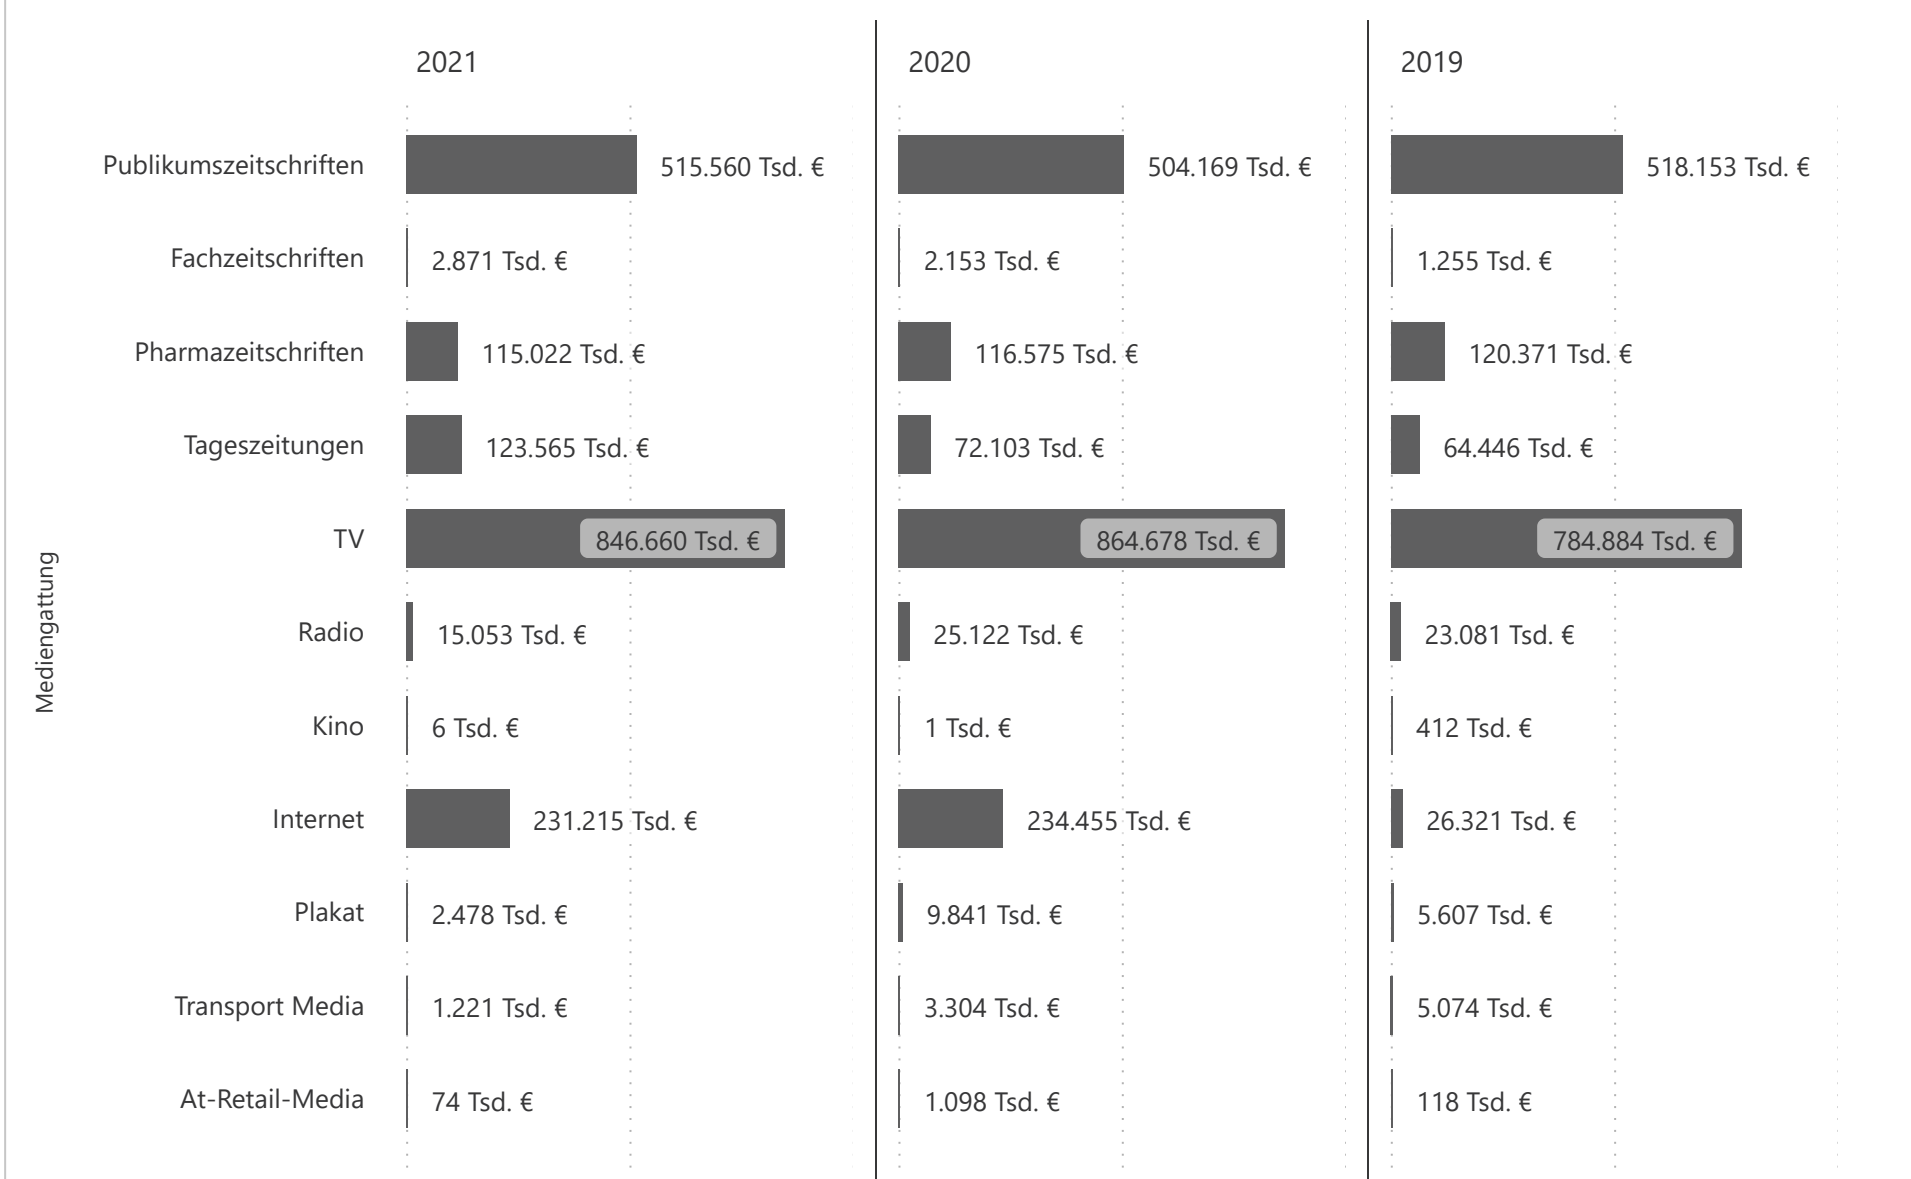 2021 2020 2019
Publikumszeitschriften 515.560 Tsd. € 504.169 Tsd. € 518.153 Tsd. €
Fachzeitschriften 2.871 Tsd. € 2.153 Tsd. € 1.255 Tsd. €
Pharmazeitschriften 115.022 Tsd. € 116.575 Tsd. € 120.371 Tsd. €
Tageszeitungen 123.565 Tsd. € 72.103 Tsd. € 64.446 Tsd. €
TV 846.660 Tsd. € 864.678 Tsd. € 784.884 Tsd. €
Mediengattung
Radio 15.053 Tsd. € 25.122 Tsd. € 23.081 Tsd. €
Kino 6 Tsd. € 1 Tsd. € 412 Tsd. €
Internet 231.215 Tsd. € 234.455 Tsd. € 26.321 Tsd. €
Plakat 2.478 Tsd. € 9.841 Tsd. € 5.607 Tsd. €
Transport Media 1.221 Tsd. € 3.304 Tsd. € 5.074 Tsd. €
At-Retail-Media 74 Tsd. € 1.098 Tsd. € 118 Tsd. €